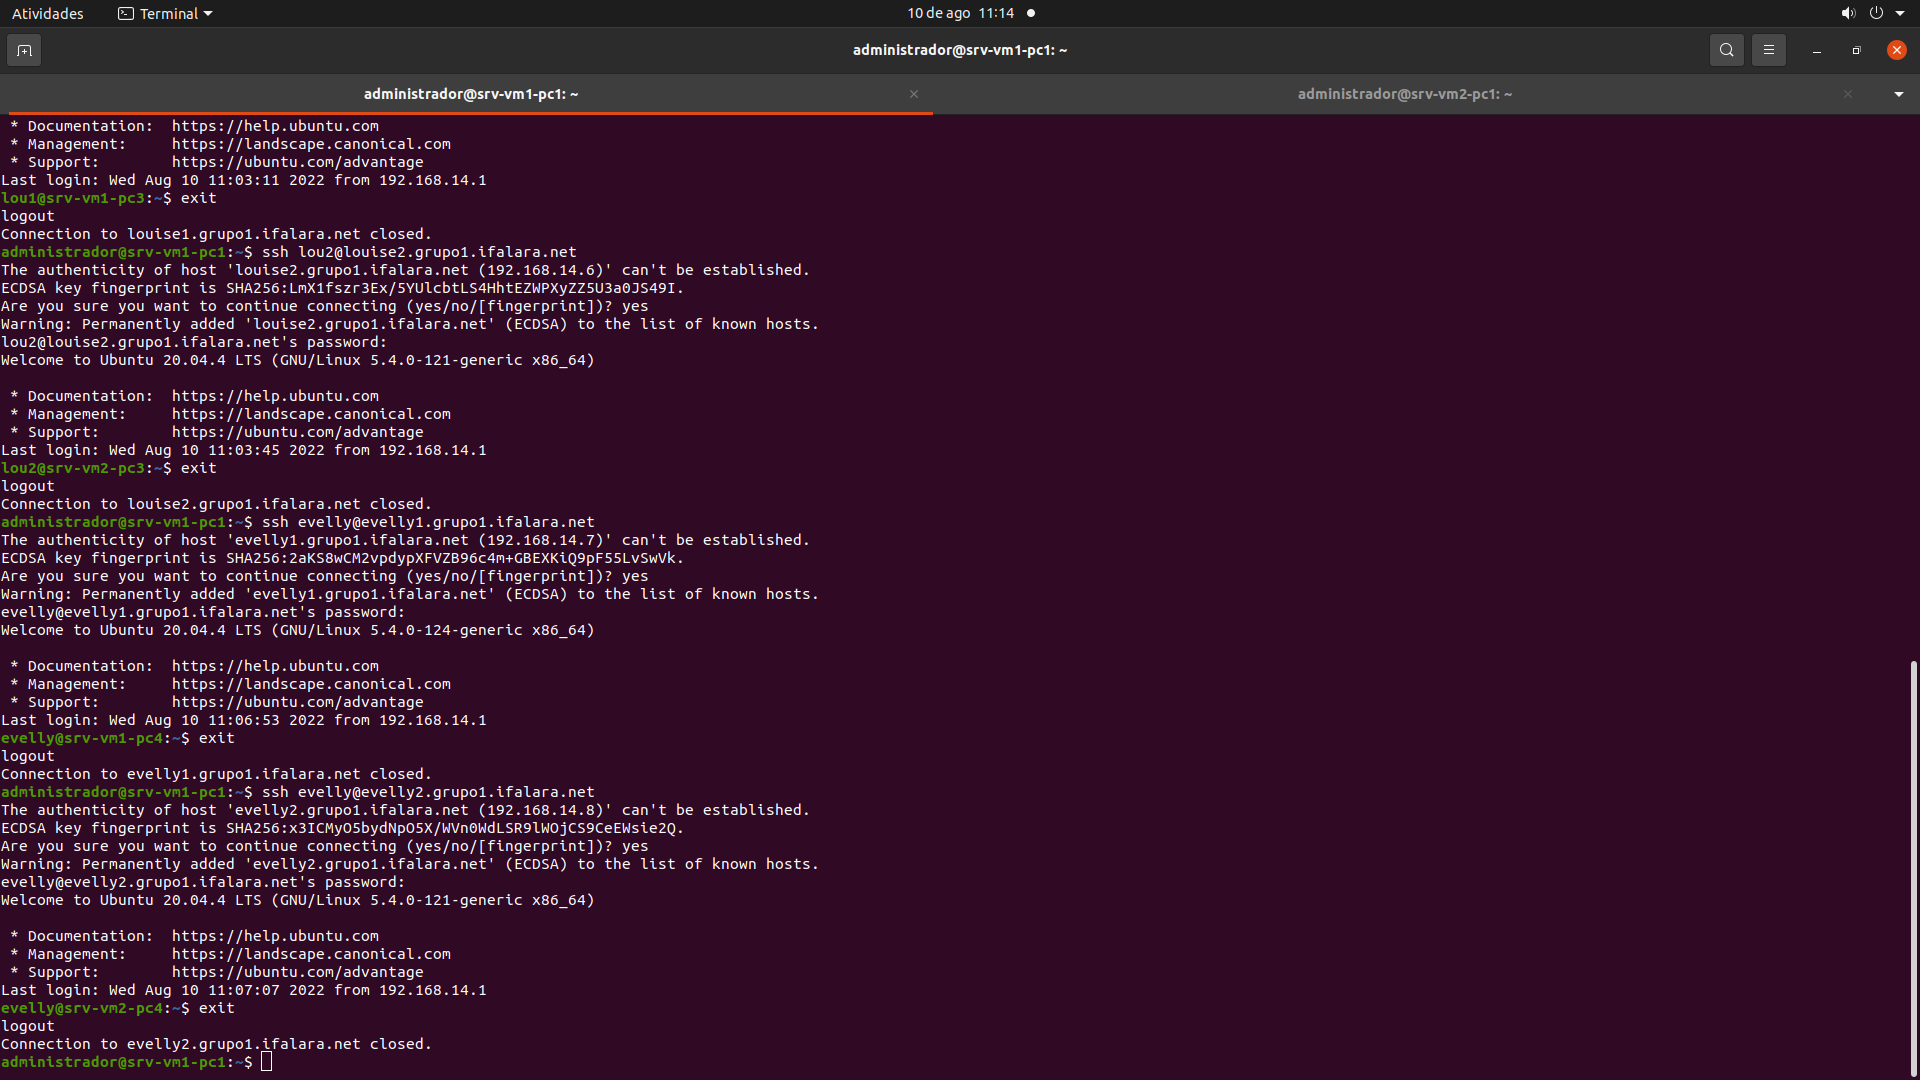 Atividades
Terminal
10 de ago 11:14
administrador@srv-vm1-pc1: ~
administrador@srv-vm1-pc1: ~
administrador@srv-vm2-pc1: ~
 * Documentation:  https://help.ubuntu.com
 * Management:     https://landscape.canonical.com
 * Support:        https://ubuntu.com/advantage
Last login: Wed Aug 10 11:03:11 2022 from 192.168.14.1
lou1@srv-vm1-pc3:~$ exit
logout
Connection to louise1.grupo1.ifalara.net closed.
administrador@srv-vm1-pc1:~$ ssh lou2@louise2.grupo1.ifalara.net
The authenticity of host 'louise2.grupo1.ifalara.net (192.168.14.6)' can't be established.
ECDSA key fingerprint is SHA256:LmX1fszr3Ex/5YUlcbtLS4HhtEZWPXyZZ5U3a0JS49I.
Are you sure you want to continue connecting (yes/no/[fingerprint])? yes
Warning: Permanently added 'louise2.grupo1.ifalara.net' (ECDSA) to the list of known hosts.
lou2@louise2.grupo1.ifalara.net's password:
Welcome to Ubuntu 20.04.4 LTS (GNU/Linux 5.4.0-121-generic x86_64)
 * Documentation:  https://help.ubuntu.com
 * Management:     https://landscape.canonical.com
 * Support:        https://ubuntu.com/advantage
Last login: Wed Aug 10 11:03:45 2022 from 192.168.14.1
lou2@srv-vm2-pc3:~$ exit
logout
Connection to louise2.grupo1.ifalara.net closed.
administrador@srv-vm1-pc1:~$ ssh evelly@evelly1.grupo1.ifalara.net
The authenticity of host 'evelly1.grupo1.ifalara.net (192.168.14.7)' can't be established.
ECDSA key fingerprint is SHA256:2aKS8wCM2vpdypXFVZB96c4m+GBEXKiQ9pF55LvSwVk.
Are you sure you want to continue connecting (yes/no/[fingerprint])? yes
Warning: Permanently added 'evelly1.grupo1.ifalara.net' (ECDSA) to the list of known hosts.
evelly@evelly1.grupo1.ifalara.net's password:
Welcome to Ubuntu 20.04.4 LTS (GNU/Linux 5.4.0-124-generic x86_64)
 * Documentation:  https://help.ubuntu.com
 * Management:     https://landscape.canonical.com
 * Support:        https://ubuntu.com/advantage
Last login: Wed Aug 10 11:06:53 2022 from 192.168.14.1
evelly@srv-vm1-pc4:~$ exit
logout
Connection to evelly1.grupo1.ifalara.net closed.
administrador@srv-vm1-pc1:~$ ssh evelly@evelly2.grupo1.ifalara.net
The authenticity of host 'evelly2.grupo1.ifalara.net (192.168.14.8)' can't be established.
ECDSA key fingerprint is SHA256:x3ICMyO5bydNpO5X/WVn0WdLSR9lWOjCS9CeEWsie2Q.
Are you sure you want to continue connecting (yes/no/[fingerprint])? yes
Warning: Permanently added 'evelly2.grupo1.ifalara.net' (ECDSA) to the list of known hosts.
evelly@evelly2.grupo1.ifalara.net's password:
Welcome to Ubuntu 20.04.4 LTS (GNU/Linux 5.4.0-121-generic x86_64)
 * Documentation:  https://help.ubuntu.com
 * Management:     https://landscape.canonical.com
 * Support:        https://ubuntu.com/advantage
Last login: Wed Aug 10 11:07:07 2022 from 192.168.14.1
evelly@srv-vm2-pc4:~$ exit
logout
Connection to evelly2.grupo1.ifalara.net closed.
administrador@srv-vm1-pc1:~$